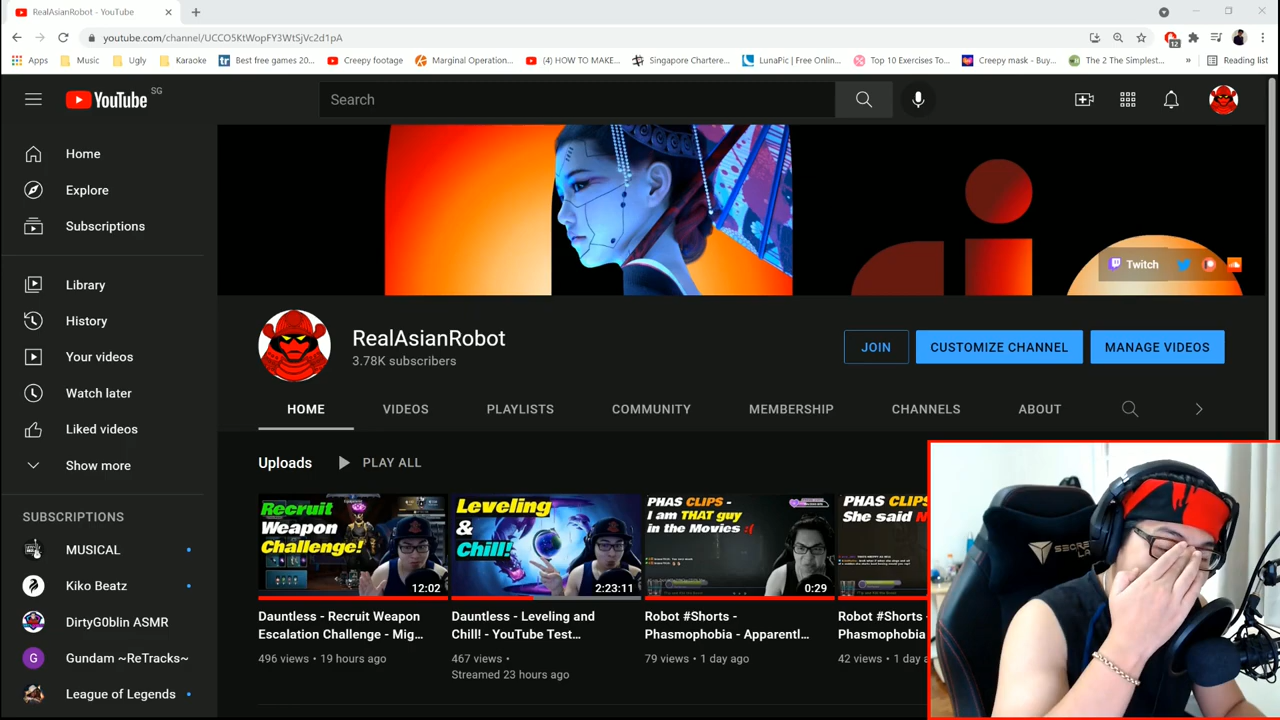 RealAsianRobot - YouTube
youtube.com/channel/UCCO5KtWopFY3WtSjVc2d1pA
12
Apps
Music
Ugly
Karaoke
Best free games 20...
Creepy footage
Marginal Operation...
(4) HOW TO MAKE...
Singapore Chartere...
LunaPic | Free Onlin...
Top 10 Exercises To...
Creepy mask - Buy...
The 2 The Simplest...
»
Reading list
YouTube SG
Search
Home
Explore
Subscriptions
Library
History
Your videos
Watch later
Liked videos
Show more
SUBSCRIPTIONS
MUSICAL
Kiko Beatz
DirtyG0blin ASMR
G
Gundam ~ReTracks~
League of Legends
Twitch
RealAsianRobot
3.78K subscribers
JOIN
CUSTOMIZE CHANNEL
MANAGE VIDEOS
HOME
VIDEOS
PLAYLISTS
COMMUNITY
MEMBERSHIP
CHANNELS
ABOUT
Uploads
PLAY ALL
Recruit
Weapon
Challenge!
12:02
Dauntless - Recruit Weapon
Escalation Challenge - Mig...
496 views • 19 hours ago
Leveling
&
Chill!
2:23:11
Dauntless - Leveling and
Chill! - YouTube Test...
467 views •
Streamed 23 hours ago
PHAS CLIPS -
I am THAT guy
in the Movies :(
0:29
Robot #Shorts -
Phasmophobia - Apparentl...
79 views • 1 day ago
PHAS CLIPS
She said N
Robot #Shorts -
Phasmophobia
42 views • 1 day a